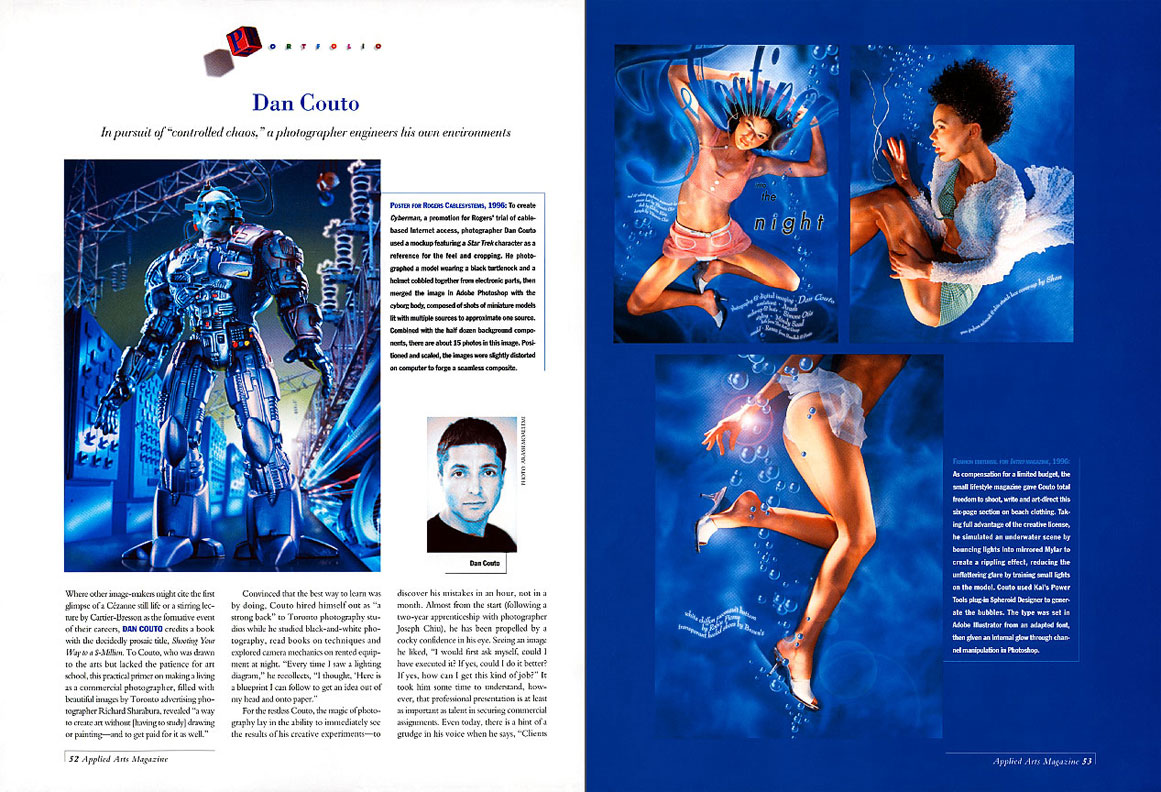 PORTFOLIO
Dan Couto
In pursuit of “controlled chaos,” a photographer engineers his own environments
POSTER FOR ROGERS CABLESYSTEMS, 1996: To create
Cyberman, a promotion for Rogers’ trial of cable-
based Internet access, photographer Dan Couto
used a mockup featuring a Star Trek character as a
reference for the feel and cropping. He photo-
graphed a model wearing a black turtleneck and a
helmet cobbled together from electronic parts, then
merged the image in Adobe Photoshop with the
cyborg body, composed of shots of miniature models
lit with multiple sources to approximate one source.
Combined with the half dozen background compo-
nents, there are about 15 photos in this image. Posi-
tioned and scaled, the images were slightly distorted
on computer to forge a seamless composite.
PHOTO:
Dan Couto
Where other image-makers might cite the first
glimpse of a Cézanne still life or a stirring lec-
ture by Cartier-Bresson as the formative event
of their careers, DAN COUTO credits a book
with the decidedly prosaic title, Shooting Your
Way to a $-Million. To Couto, who was drawn
to the arts but lacked the patience for art
school, this practical primer on making a living
as a commercial photographer, filled with
beautiful images by Toronto advertising pho-
tographer Richard Sharabura, revealed “a way
to create art without [having to study] drawing
or painting—and to get paid for it as well.”
Convinced that the best way to learn was
by doing, Couto hired himself out as “a
strong back” to Toronto photography stu-
dios while he studied black-and-white pho-
tography, read books on techniques and
explored camera mechanics on rented equip-
ment at night. “Every time I saw a lighting
diagram,” he recollects, “I thought, ‘Here is
a blueprint I can follow to get an idea out of
my head and onto paper.”
For the restless Couto, the magic of photo-
graphy lay in the ability to immediately see
the results of his creative experiments—to
discover his mistakes in an hour, not in a
month. Almost from the start (following a
two-year apprenticeship with photographer
Joseph Chiu), he has been propelled by a
cocky confidence in his eye. Seeing an image
he liked, “I would first ask myself, could I
have executed it? If yes, could I do it better?
If yes, how can I get this kind of job?” It
took him some time to understand, how-
ever, that professional presentation is at least
as important as talent in securing commercial
assignments. Even today, there is a hint of a
grudge in his voice when he says, “Clients
52 Applied Arts Magazine
into
the
night
photography & digital imaging - Dan Couto
white chiffon
transparent heeled shoes by
FASHION EDITORIAL FOR
MAGAZINE, 1996:
As compensation for a limited budget, the
small lifestyle magazine gave Couto total
freedom to shoot, write and art-direct this
six-page section on beach clothing. Tak-
ing full advantage of the creative license,
he simulated an underwater scene by
bouncing lights into mirrored Mylar to
create a rippling effect, reducing the
unflattering glare by training small lights
on the model. Couto used Kai’s Power
Tools plug-in Spheroid Designer to gener-
ate the bubbles. The type was set in
Adobe Illustrator from an adapted font,
then given an internal glow through chan-
nel manipulation in Photoshop.
Applied Arts Magazine 53